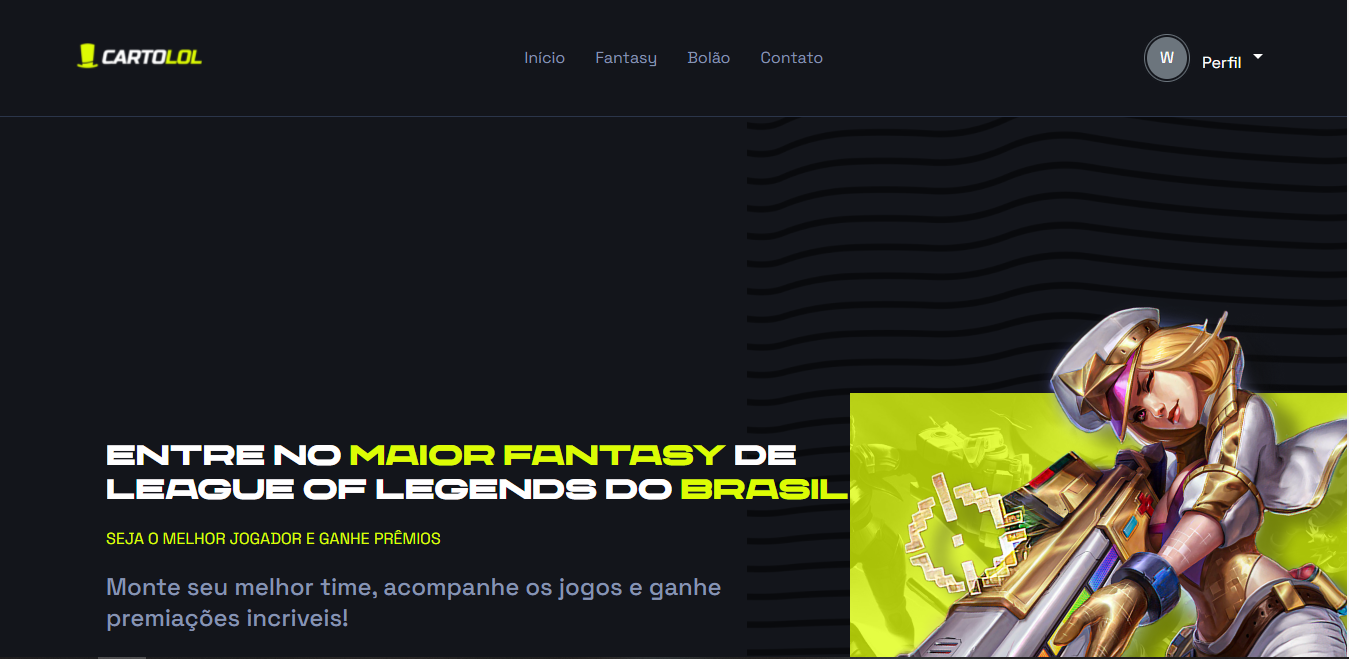 CARTOLOL
Início Fantasy Bolão Contato
W Perfil
ENTRE NO MAIOR FANTASY DE
LEAGUE OF LEGENDS DO BRASIL
SEJA O MELHOR JOGADOR E GANHE PRÊMIOS
Monte seu melhor time, acompanhe os jogos e ganhe
premiações incriveis!